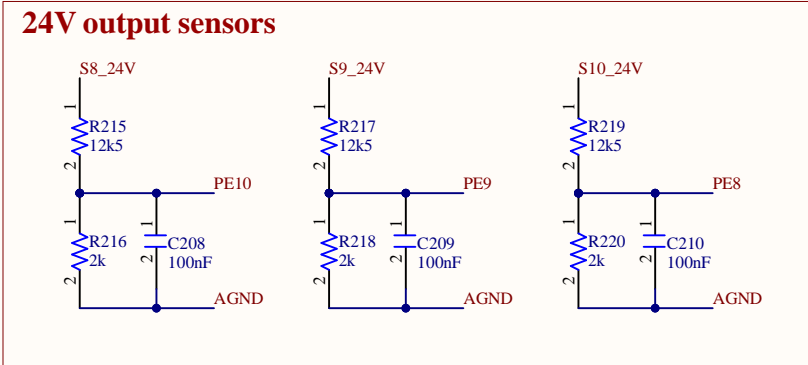 24V output sensors
S8_24V
S9_24V
S10_24V
1
R215
12k5
2
1
R217
12k5
2
1
R219
12k5
2
PE10
PE9
PE8
1
R216
2k
2
1
C208
100nF
2
1
R218
2k
2
1
C209
100nF
2
1
R220
2k
2
1
C210
100nF
2
AGND
AGND
AGND